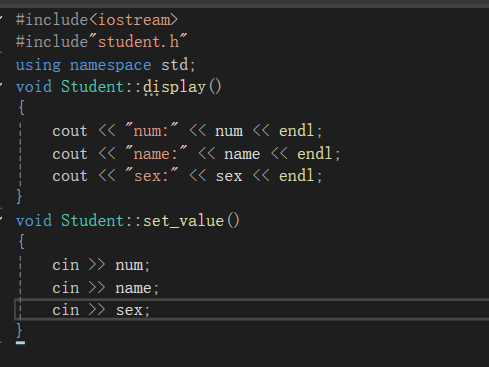 #include<iostream>
#include"student.h"
using namespace std;
void Student::display()
{
    cout << "num:" << num << endl;
    cout << "name:" << name << endl;
    cout << "sex:" << sex << endl;
}
void Student::set_value()
{
    cin >> num;
    cin >> name;
    cin >> sex;
}